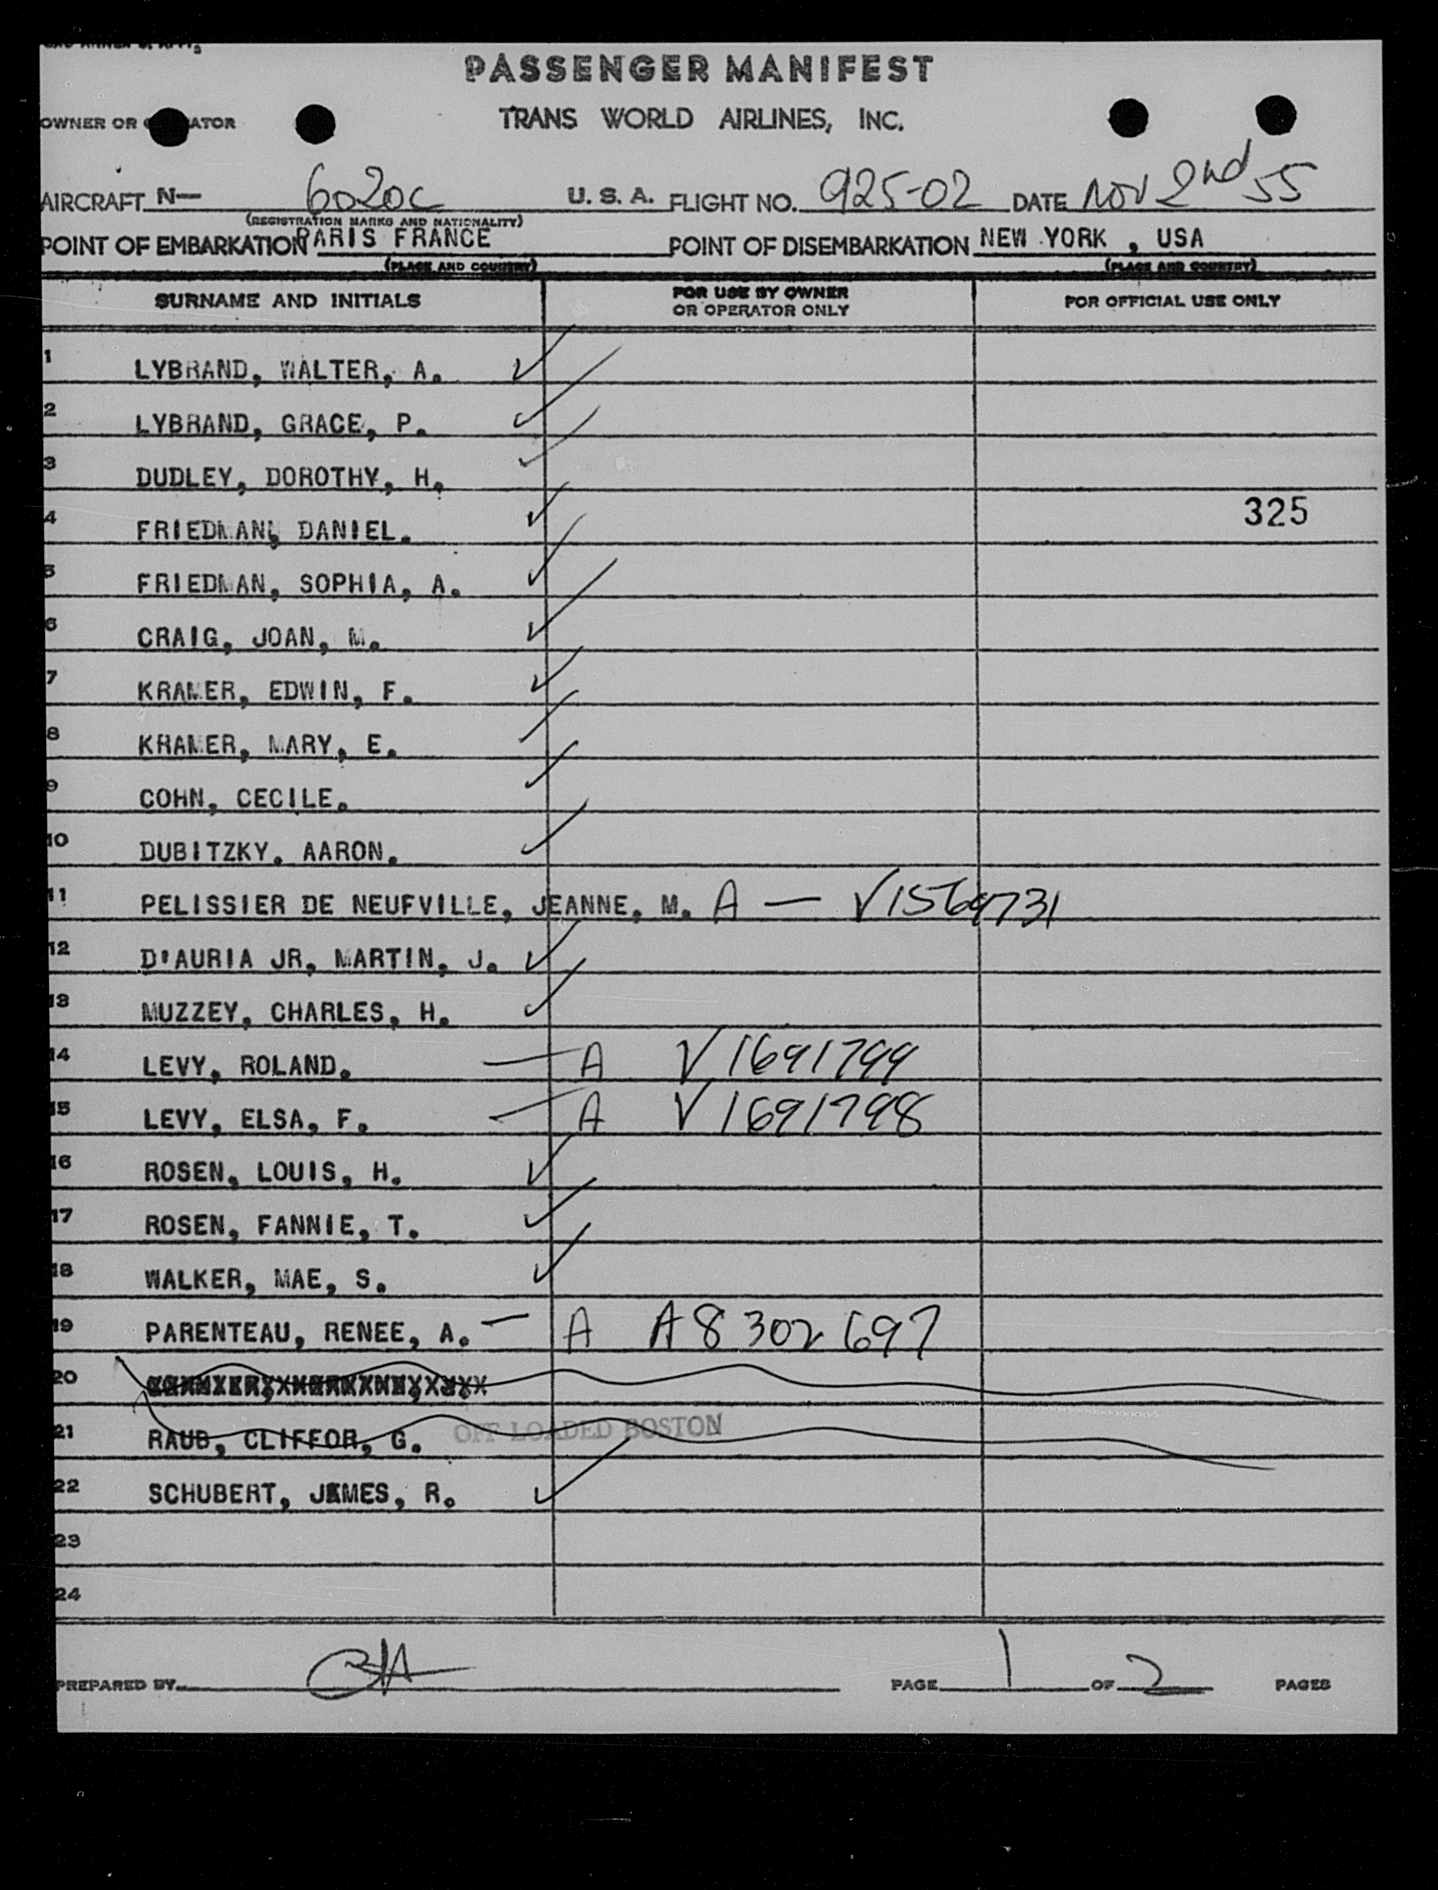 PASSENGER MANIFEST
OWNER OR OPERATOR TRANS WORLD AIRLINES, INC.
AIRCRAFT N— 6020C U. S. A. FLIGHT NO. 925-02 DATE NOV 2nd 55
(REGISTRATION MARKS AND NATIONALITY)
POINT OF EMBARKATION PARIS FRANCE POINT OF DISEMBARKATION NEW YORK , USA
(PLACE AND COUNTRY) (PLACE AND COUNTRY)
SURNAME AND INITIALS FOR USE BY OWNER OR OPERATOR ONLY FOR OFFICIAL USE ONLY
1 LYBRAND, WALTER, A. ✓
2 LYBRAND, GRACE, P. ✓
3 DUDLEY, DOROTHY, H. ✓
4 FRIEDMAN, DANIEL. ✓ 325
5 FRIEDMAN, SOPHIA, A. ✓
6 CRAIG, JOAN, M. ✓
7 KRAMER, EDWIN, F. ✓
8 KRAMER, MARY, E. ✓
9 COHN, CECILE. ✓
10 DUBITZKY. AARON. ✓
11 PELISSIER DE NEUFVILLE, JEANNE, M. A — V1569731
12 D'AURIA JR, MARTIN, J. ✓
13 MUZZEY, CHARLES, H. ✓
14 LEVY, ROLAND. — A V1691799
15 LEVY, ELSA, F. — A V1691798
16 ROSEN, LOUIS, H. ✓
17 ROSEN, FANNIE, T. ✓
18 WALKER, MAE, S. ✓
19 PARENTEAU, RENEE, A. — A A8 302 697
20
21 RAUB, CLIFFOR, G. OFF LOADED BOSTON
22 SCHUBERT, JAMES, R. ✓
23
24
PREPARED BY PAGE 1 OF 2 PAGES